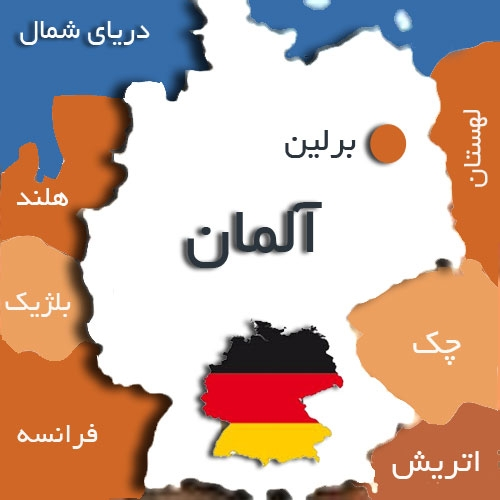 دریای شمال
لهستان
برلین
هلند
آلمان
بلژیک
چک
فرانسه
اتریش